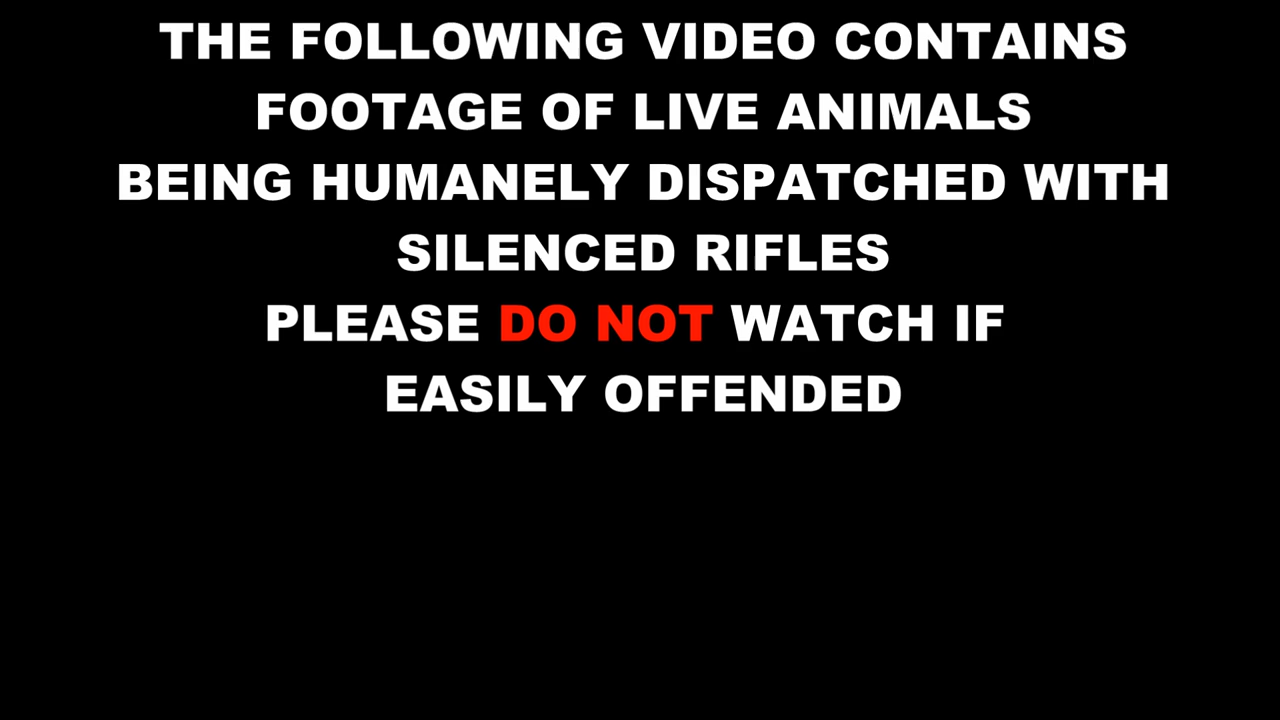 THE FOLLOWING VIDEO CONTAINS
FOOTAGE OF LIVE ANIMALS
BEING HUMANELY DISPATCHED WITH
SILENCED RIFLES
PLEASE DO NOT WATCH IF
EASILY OFFENDED